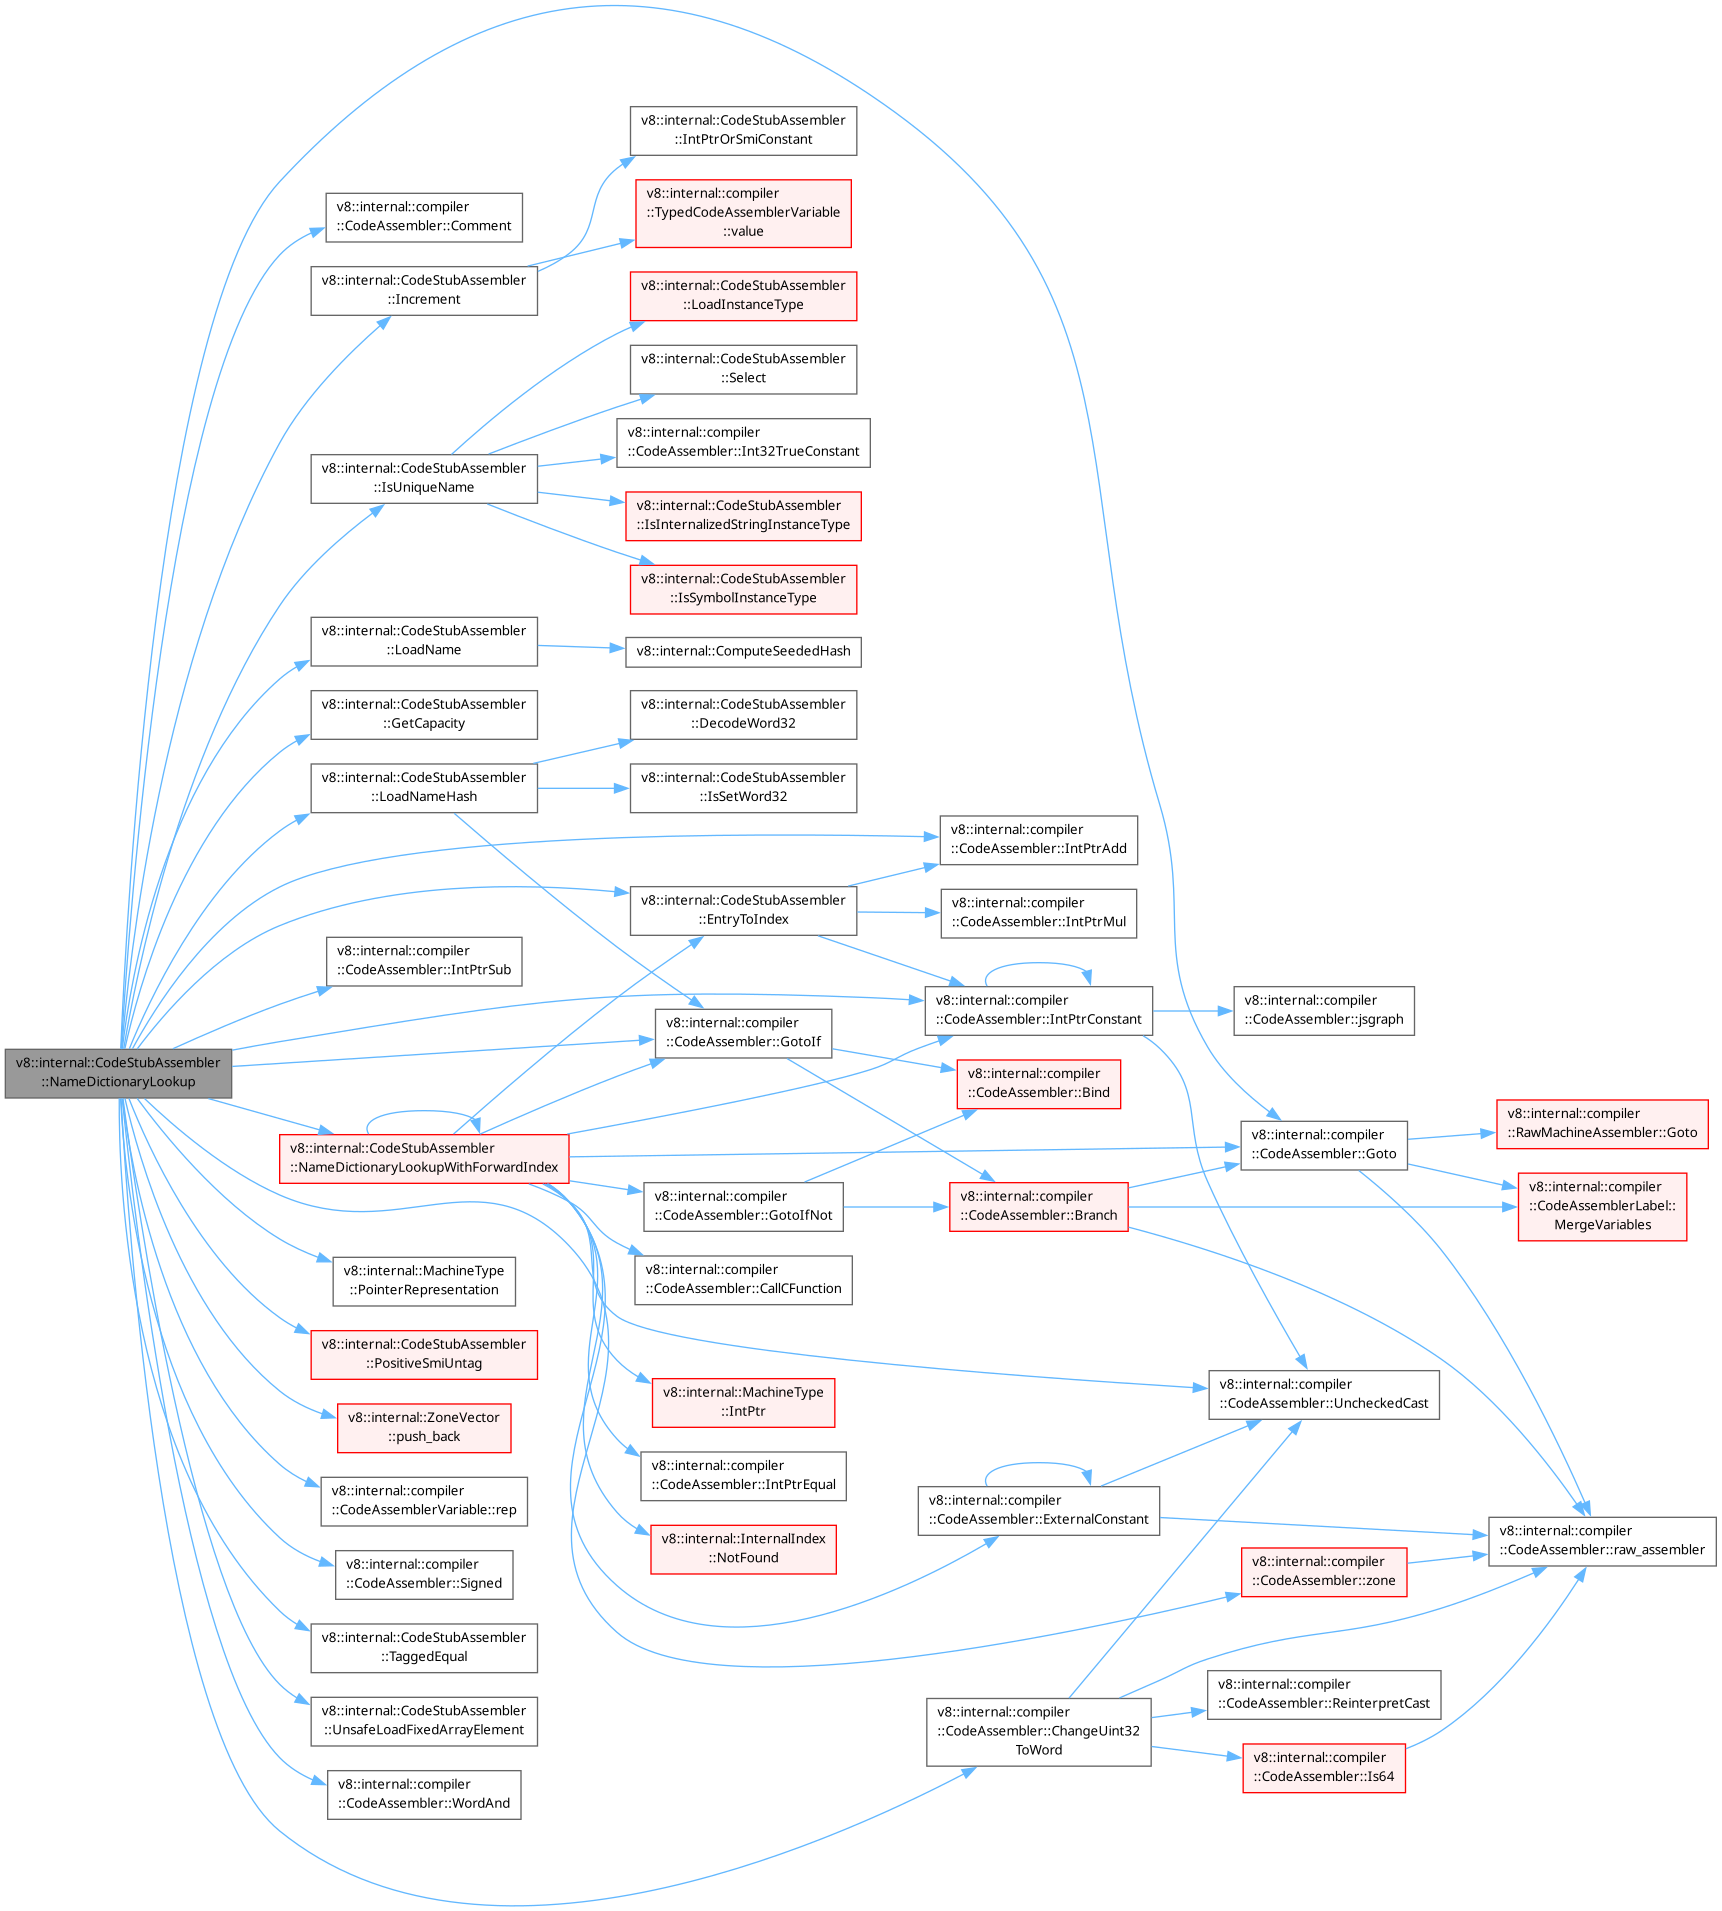 v8::internal::CodeStubAssembler
::NameDictionaryLookup
v8::internal::compiler
::CodeAssembler::Comment
v8::internal::CodeStubAssembler
::Increment
v8::internal::CodeStubAssembler
::IsUniqueName
v8::internal::CodeStubAssembler
::LoadName
v8::internal::CodeStubAssembler
::GetCapacity
v8::internal::CodeStubAssembler
::LoadNameHash
v8::internal::compiler
::CodeAssembler::IntPtrSub
v8::internal::CodeStubAssembler
::NameDictionaryLookupWithForwardIndex
v8::internal::MachineType
::PointerRepresentation
v8::internal::CodeStubAssembler
::PositiveSmiUntag
v8::internal::ZoneVector
::push_back
v8::internal::compiler
::CodeAssemblerVariable::rep
v8::internal::compiler
::CodeAssembler::Signed
v8::internal::CodeStubAssembler
::TaggedEqual
v8::internal::CodeStubAssembler
::UnsafeLoadFixedArrayElement
v8::internal::compiler
::CodeAssembler::WordAnd
v8::internal::CodeStubAssembler
::IntPtrOrSmiConstant
v8::internal::compiler
::TypedCodeAssemblerVariable
::value
v8::internal::CodeStubAssembler
::LoadInstanceType
v8::internal::CodeStubAssembler
::Select
v8::internal::compiler
::CodeAssembler::Int32TrueConstant
v8::internal::CodeStubAssembler
::IsInternalizedStringInstanceType
v8::internal::CodeStubAssembler
::IsSymbolInstanceType
v8::internal::ComputeSeededHash
v8::internal::CodeStubAssembler
::DecodeWord32
v8::internal::CodeStubAssembler
::IsSetWord32
v8::internal::CodeStubAssembler
::EntryToIndex
v8::internal::compiler
::CodeAssembler::GotoIf
v8::internal::compiler
::CodeAssembler::GotoIfNot
v8::internal::compiler
::CodeAssembler::CallCFunction
v8::internal::MachineType
::IntPtr
v8::internal::compiler
::CodeAssembler::IntPtrEqual
v8::internal::InternalIndex
::NotFound
v8::internal::compiler
::CodeAssembler::IntPtrAdd
v8::internal::compiler
::CodeAssembler::IntPtrMul
v8::internal::compiler
::CodeAssembler::IntPtrConstant
v8::internal::compiler
::CodeAssembler::Bind
v8::internal::compiler
::CodeAssembler::Branch
v8::internal::compiler
::CodeAssembler::ExternalConstant
v8::internal::compiler
::CodeAssembler::ChangeUint32
ToWord
v8::internal::compiler
::CodeAssembler::jsgraph
v8::internal::compiler
::CodeAssembler::Goto
v8::internal::compiler
::CodeAssembler::UncheckedCast
v8::internal::compiler
::CodeAssembler::zone
v8::internal::compiler
::CodeAssembler::ReinterpretCast
v8::internal::compiler
::CodeAssembler::Is64
v8::internal::compiler
::RawMachineAssembler::Goto
v8::internal::compiler
::CodeAssemblerLabel::
MergeVariables
v8::internal::compiler
::CodeAssembler::raw_assembler